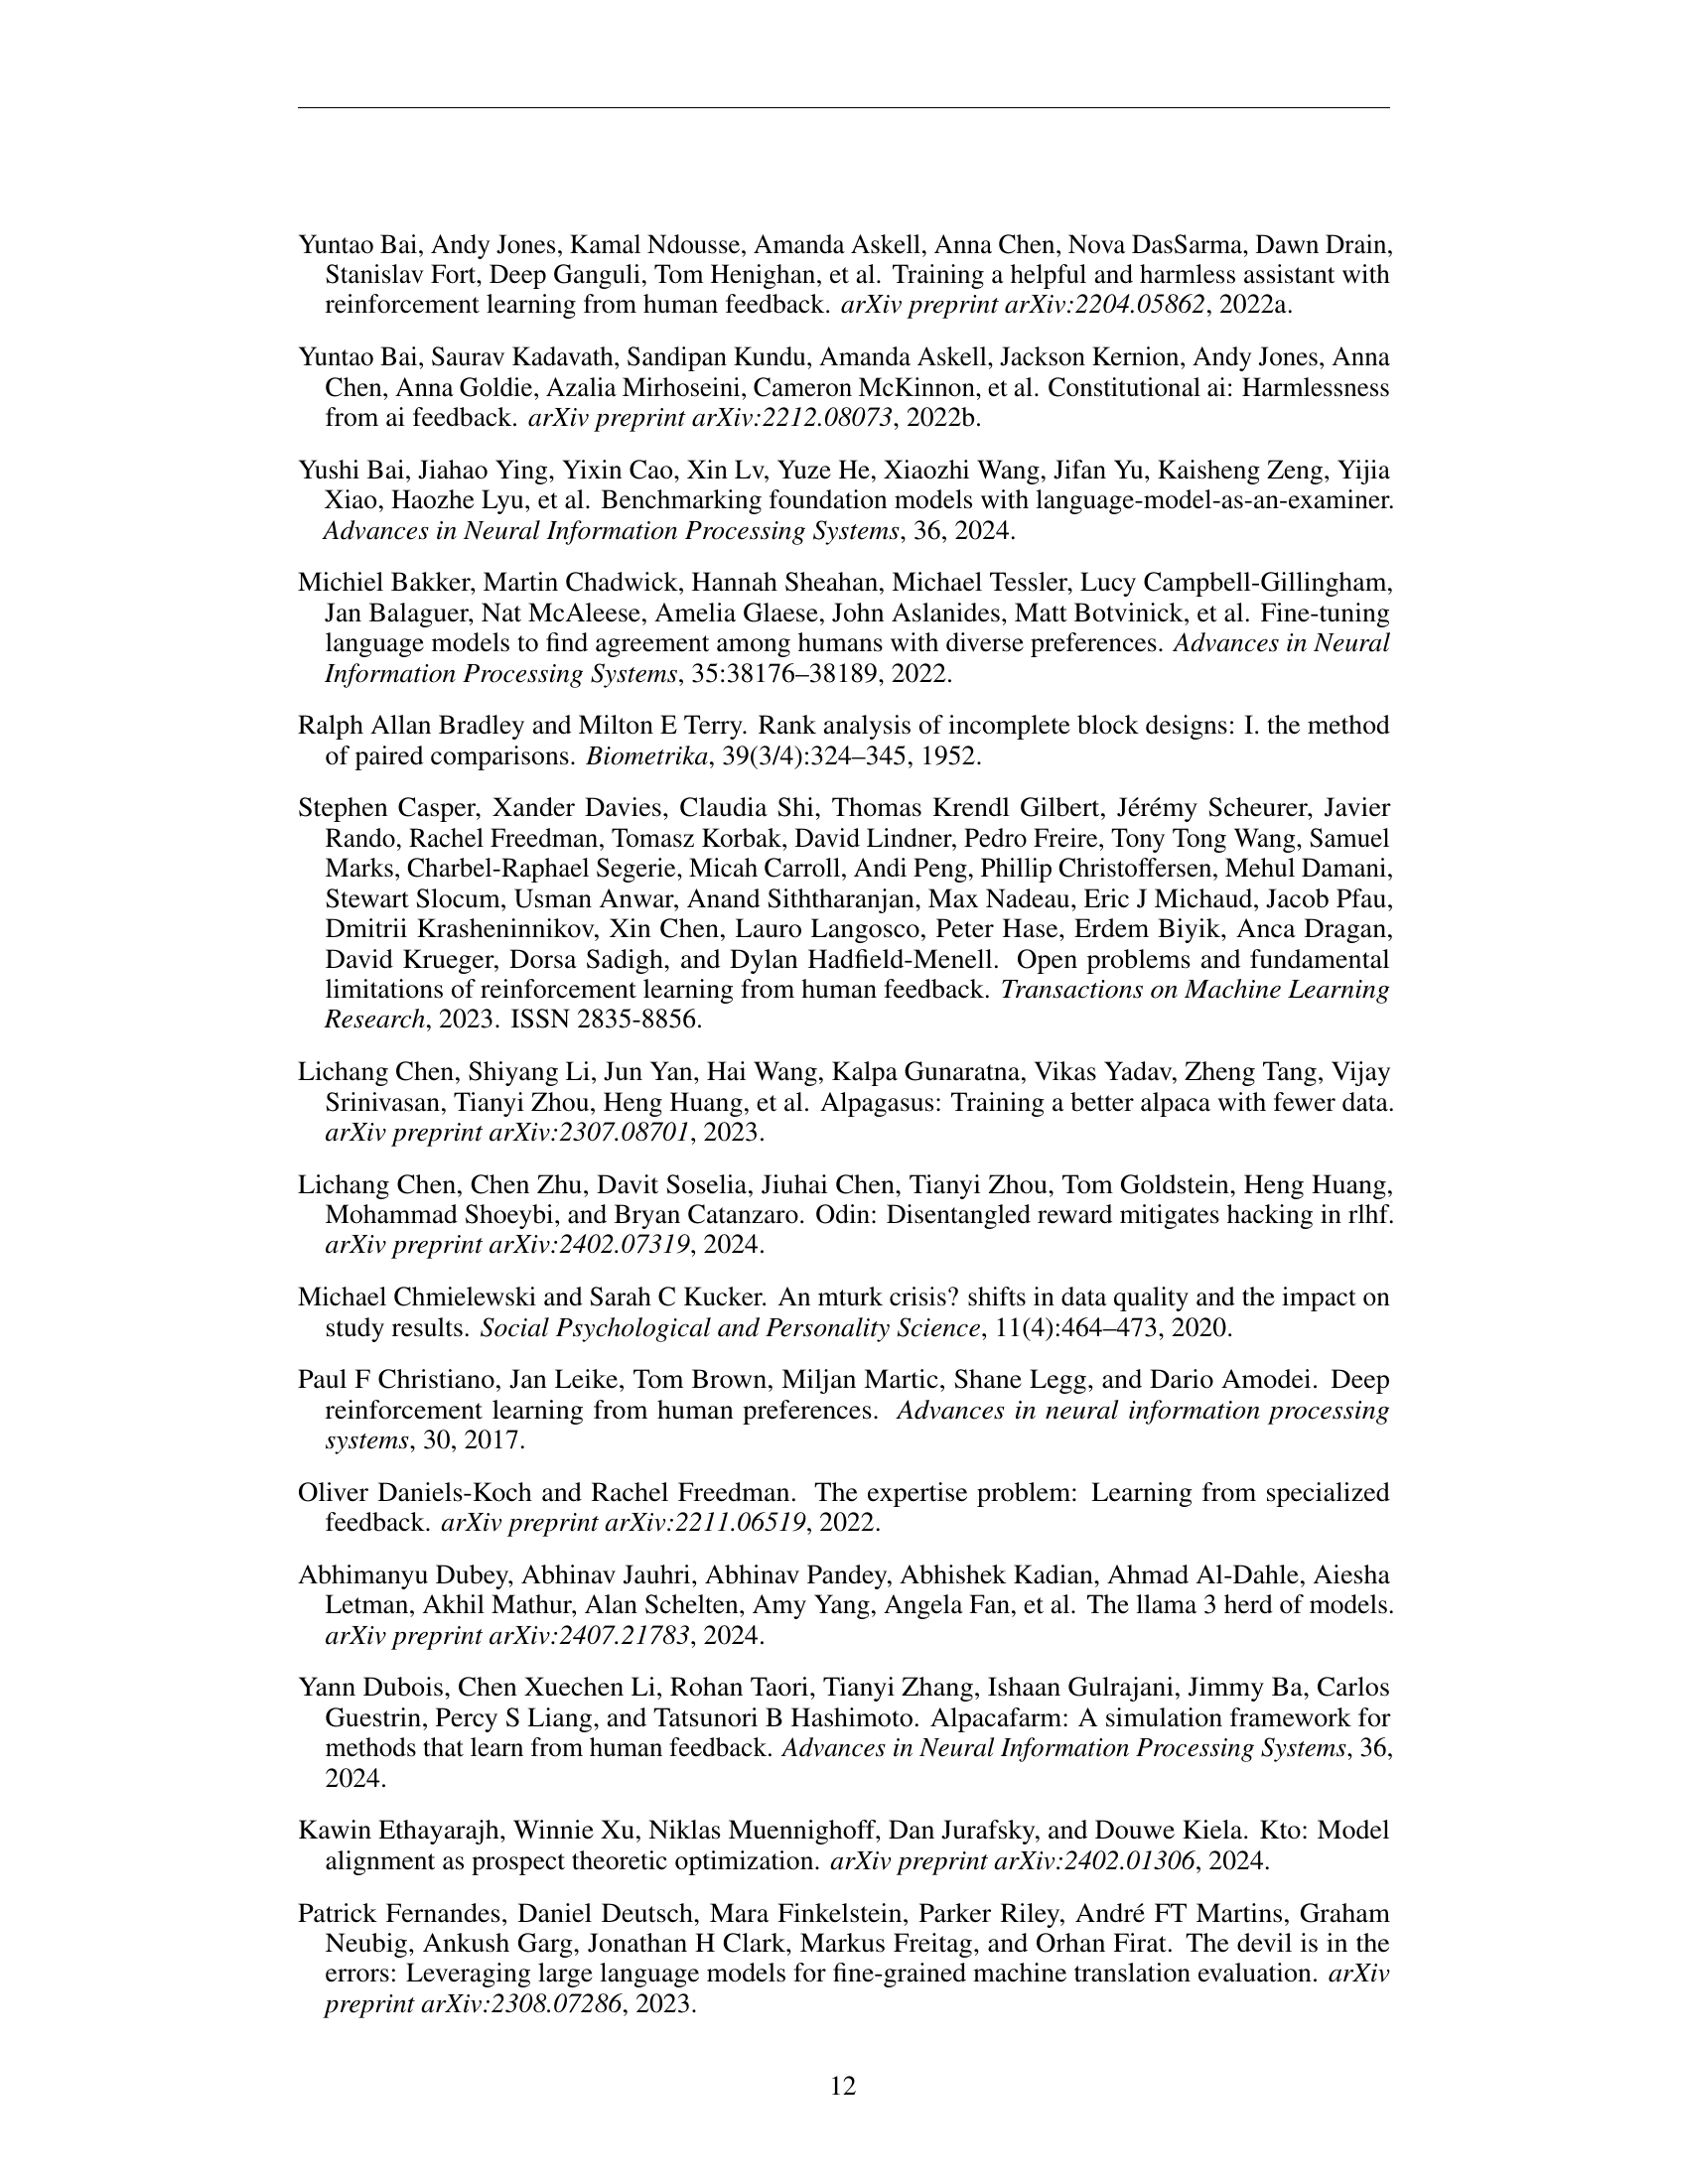 Yuntao Bai, Andy Jones, Kamal Ndousse, Amanda Askell, Anna Chen, Nova DasSarma, Dawn Drain,
Stanislav Fort, Deep Ganguli, Tom Henighan, et al. Training a helpful and harmless assistant with
reinforcement learning from human feedback. arXiv preprint arXiv:2204.05862, 2022a.
Yuntao Bai, Saurav Kadavath, Sandipan Kundu, Amanda Askell, Jackson Kernion, Andy Jones, Anna
Chen, Anna Goldie, Azalia Mirhoseini, Cameron McKinnon, et al. Constitutional ai: Harmlessness
from ai feedback. arXiv preprint arXiv:2212.08073, 2022b.
Yushi Bai, Jiahao Ying, Yixin Cao, Xin Lv, Yuze He, Xiaozhi Wang, Jifan Yu, Kaisheng Zeng, Yijia
Xiao, Haozhe Lyu, et al. Benchmarking foundation models with language-model-as-an-examiner.
Advances in Neural Information Processing Systems, 36, 2024.
Michiel Bakker, Martin Chadwick, Hannah Sheahan, Michael Tessler, Lucy Campbell-Gillingham,
Jan Balaguer, Nat McAleese, Amelia Glaese, John Aslanides, Matt Botvinick, et al. Fine-tuning
language models to find agreement among humans with diverse preferences. Advances in Neural
Information Processing Systems, 35:38176–38189, 2022.
Ralph Allan Bradley and Milton E Terry. Rank analysis of incomplete block designs: I. the method
of paired comparisons. Biometrika, 39(3/4):324–345, 1952.
Stephen Casper, Xander Davies, Claudia Shi, Thomas Krendl Gilbert, Jérémy Scheurer, Javier
Rando, Rachel Freedman, Tomasz Korbak, David Lindner, Pedro Freire, Tony Tong Wang, Samuel
Marks, Charbel-Raphael Segerie, Micah Carroll, Andi Peng, Phillip Christoffersen, Mehul Damani,
Stewart Slocum, Usman Anwar, Anand Siththaranjan, Max Nadeau, Eric J Michaud, Jacob Pfau,
Dmitrii Krasheninnikov, Xin Chen, Lauro Langosco, Peter Hase, Erdem Biyik, Anca Dragan,
David Krueger, Dorsa Sadigh, and Dylan Hadfield-Menell. Open problems and fundamental
limitations of reinforcement learning from human feedback. Transactions on Machine Learning
Research, 2023. ISSN 2835-8856.
Lichang Chen, Shiyang Li, Jun Yan, Hai Wang, Kalpa Gunaratna, Vikas Yadav, Zheng Tang, Vijay
Srinivasan, Tianyi Zhou, Heng Huang, et al. Alpagasus: Training a better alpaca with fewer data.
arXiv preprint arXiv:2307.08701, 2023.
Lichang Chen, Chen Zhu, Davit Soselia, Jiuhai Chen, Tianyi Zhou, Tom Goldstein, Heng Huang,
Mohammad Shoeybi, and Bryan Catanzaro. Odin: Disentangled reward mitigates hacking in rlhf.
arXiv preprint arXiv:2402.07319, 2024.
Michael Chmielewski and Sarah C Kucker. An mturk crisis? shifts in data quality and the impact on
study results. Social Psychological and Personality Science, 11(4):464–473, 2020.
Paul F Christiano, Jan Leike, Tom Brown, Miljan Martic, Shane Legg, and Dario Amodei. Deep
reinforcement learning from human preferences. Advances in neural information processing
systems, 30, 2017.
Oliver Daniels-Koch and Rachel Freedman. The expertise problem: Learning from specialized
feedback. arXiv preprint arXiv:2211.06519, 2022.
Abhimanyu Dubey, Abhinav Jauhri, Abhinav Pandey, Abhishek Kadian, Ahmad Al-Dahle, Aiesha
Letman, Akhil Mathur, Alan Schelten, Amy Yang, Angela Fan, et al. The llama 3 herd of models.
arXiv preprint arXiv:2407.21783, 2024.
Yann Dubois, Chen Xuechen Li, Rohan Taori, Tianyi Zhang, Ishaan Gulrajani, Jimmy Ba, Carlos
Guestrin, Percy S Liang, and Tatsunori B Hashimoto. Alpacafarm: A simulation framework for
methods that learn from human feedback. Advances in Neural Information Processing Systems, 36,
2024.
Kawin Ethayarajh, Winnie Xu, Niklas Muennighoff, Dan Jurafsky, and Douwe Kiela. Kto: Model
alignment as prospect theoretic optimization. arXiv preprint arXiv:2402.01306, 2024.
Patrick Fernandes, Daniel Deutsch, Mara Finkelstein, Parker Riley, André FT Martins, Graham
Neubig, Ankush Garg, Jonathan H Clark, Markus Freitag, and Orhan Firat. The devil is in the
errors: Leveraging large language models for fine-grained machine translation evaluation. arXiv
preprint arXiv:2308.07286, 2023.
12